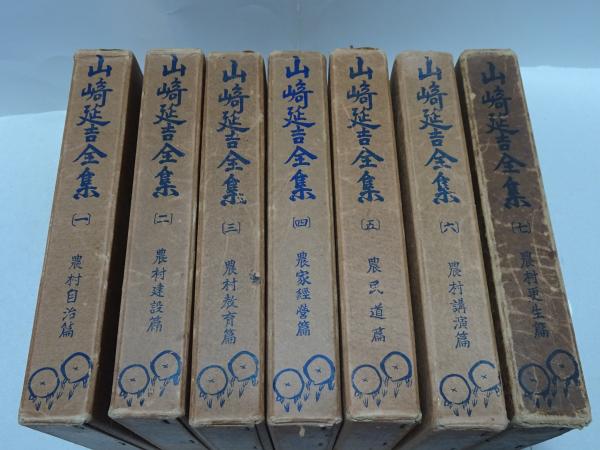 山崎延吉全集
(一)
農村自治篇
山崎延吉全集
(二)
農村建設篇
山崎延吉全集
(三)
農村教育篇
山崎延吉全集
(四)
農家經營篇
山崎延吉全集
(五)
農民道篇
山崎延吉全集
(六)
農村講演篇
山崎延吉全集
(七)
農村更生篇